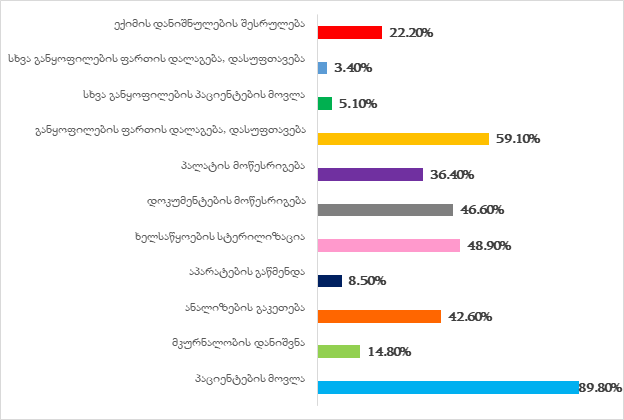 ექიმის დანიშნულების შესრულება
22.20%
სხვა განყოფილების ფართის დალაგება, დასუფთავება
3.40%
სხვა განყოფილების პაციენტების მოვლა
5.10%
განყოფილების ფართის დალაგება, დასუფთავება
59.10%
პალატის მოწესრიგება
36.40%
დოკუმენტების მოწესრიგება
46.60%
ხელსაწყოების სტერილიზაცია
48.90%
აპარატების გაწმენდა
8.50%
ანალიზების გაკეთება
42.60%
მკურნალობის დანიშვნა
14.80%
პაციენტების მოვლა
89.80%